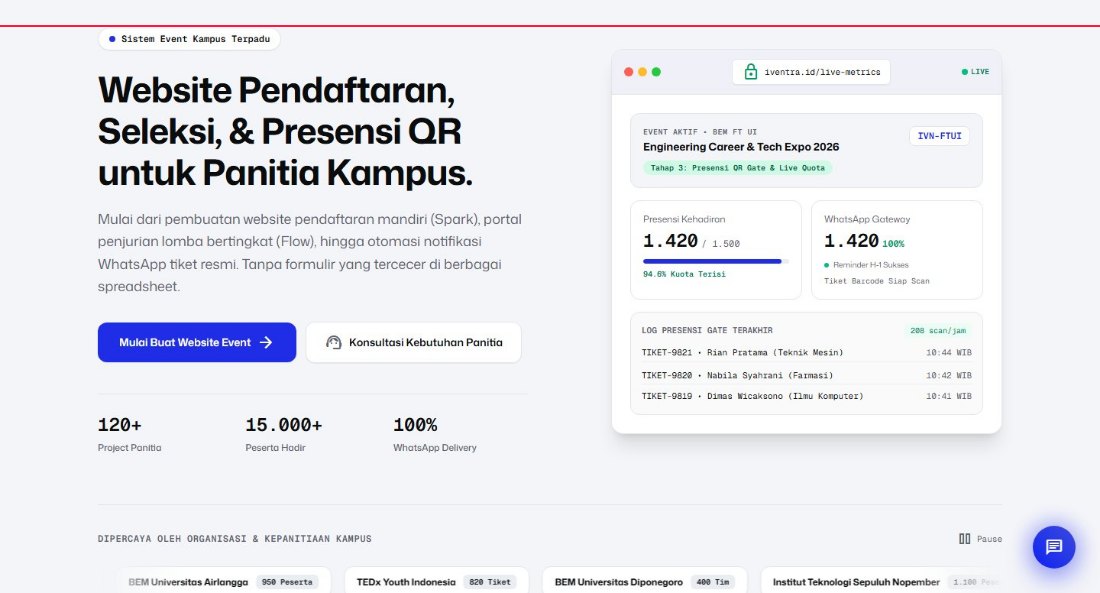 Sistem Event Kampus Terpadu
Website Pendaftaran,
Seleksi, & Presensi QR
untuk Panitia Kampus.
Mulai dari pembuatan website pendaftaran mandiri (Spark), portal
penjurian lomba bertingkat (Flow), hingga otomasi notifikasi
WhatsApp tiket resmi. Tanpa formulir yang tercecer di berbagai
spreadsheet.
Mulai Buat Website Event →
Konsultasi Kebutuhan Panitia
120+
Project Panitia
15.000+
Peserta Hadir
100%
WhatsApp Delivery
iventra.id/live-metrics
LIVE
EVENT AKTIF • BEM FT UI
Engineering Career & Tech Expo 2026
IVN-FTUI
Tahap 3: Presensi QR Gate & Live Quota
Presensi Kehadiran
1.420 / 1.500
94.6% Kuota Terisi
WhatsApp Gateway
1.420 100%
Reminder H-1 Sukses
Tiket Barcode Siap Scan
LOG PRESENSI GATE TERAKHIR
208 scan/jam
TIKET-9821 • Rian Pratama (Teknik Mesin) 10:44 WIB
TIKET-9820 • Nabila Syahrani (Farmasi) 10:42 WIB
TIKET-9819 • Dimas Wicaksono (Ilmu Komputer) 10:41 WIB
DIPERCAYA OLEH ORGANISASI & KEPANITIAAN KAMPUS
Pause
BEM Universitas Airlangga 950 Peserta
TEDx Youth Indonesia 820 Tiket
BEM Universitas Diponegoro 400 Tim
Institut Teknologi Sepuluh Nopember 1.100